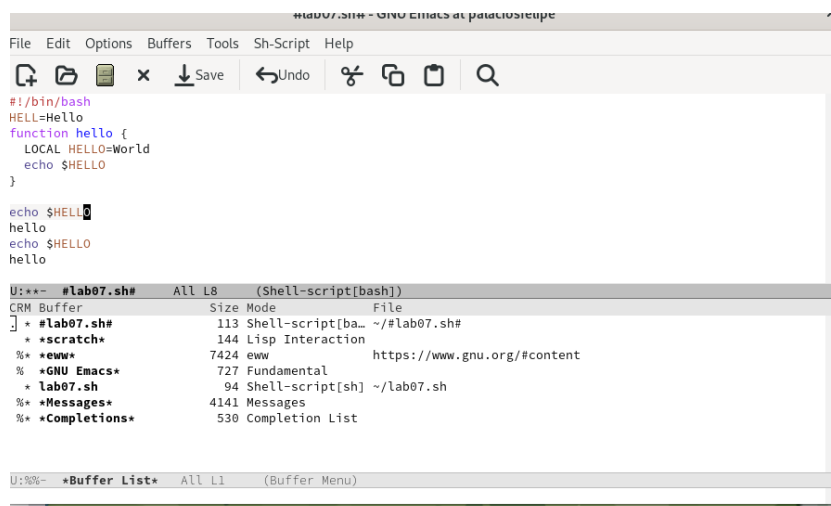 #lab07.sh# - GNU Emacs at palaciosfelipe
File Edit Options Buffers Tools Sh-Script Help
Save Undo
#!/bin/bash
HELL=Hello
function hello {
  LOCAL HELLO=World
  echo $HELLO
}
echo $HELLO
hello
echo $HELLO
hello
U:**-  #lab07.sh#     All L8     (Shell-script[bash])
CRM Buffer                Size Mode             File
. * #lab07.sh#             113 Shell-script[ba… ~/#lab07.sh#
  * *scratch*              144 Lisp Interaction
 %* *eww*                 7424 eww              https://www.gnu.org/#content
 %  *GNU Emacs*            727 Fundamental
  * lab07.sh                94 Shell-script[sh] ~/lab07.sh
 %* *Messages*            4141 Messages
 %* *Completions*          530 Completion List
U:%%-  *Buffer List*   All L1     (Buffer Menu)